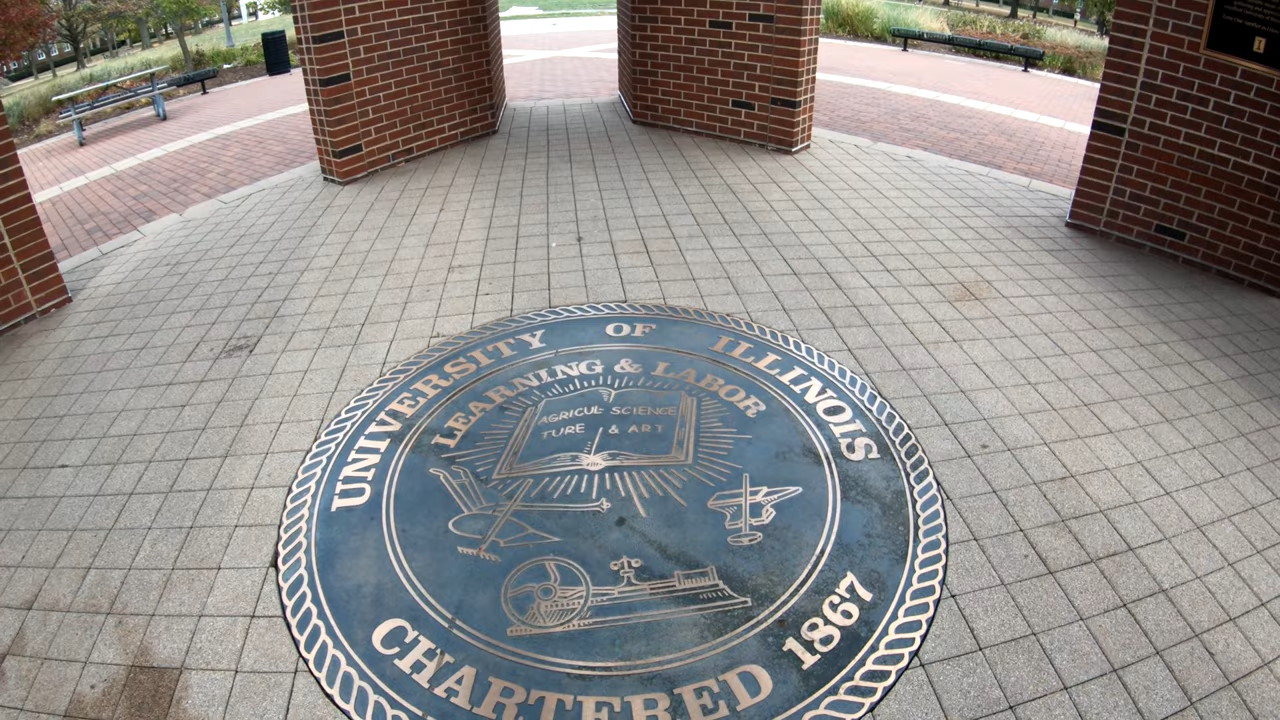 UNIVERSITY OF ILLINOIS
LEARNING & LABOR
AGRICUL- SCIENCE
TURE & ART
CHARTERED 1867
I